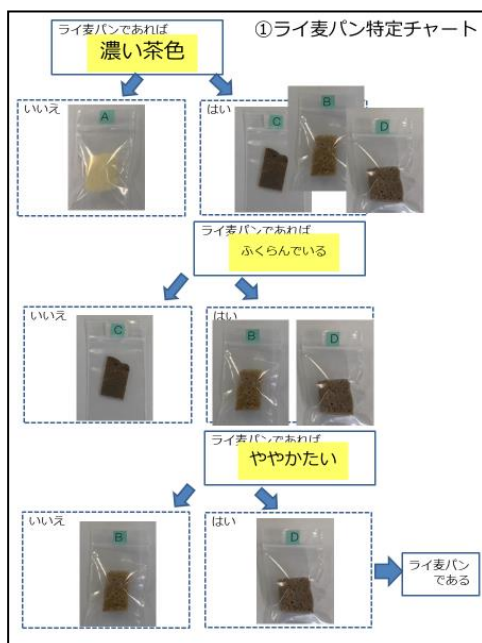 ①ライ麦パン特定チャート
ライ麦パンであれば
濃い茶色
いいえ
A
はい
C
B
D
ライ麦パンであれば
ふくらんでいる
いいえ
C
はい
B
D
ライ麦パンであれば
ややかたい
いいえ
B
はい
D
ライ麦パン
である